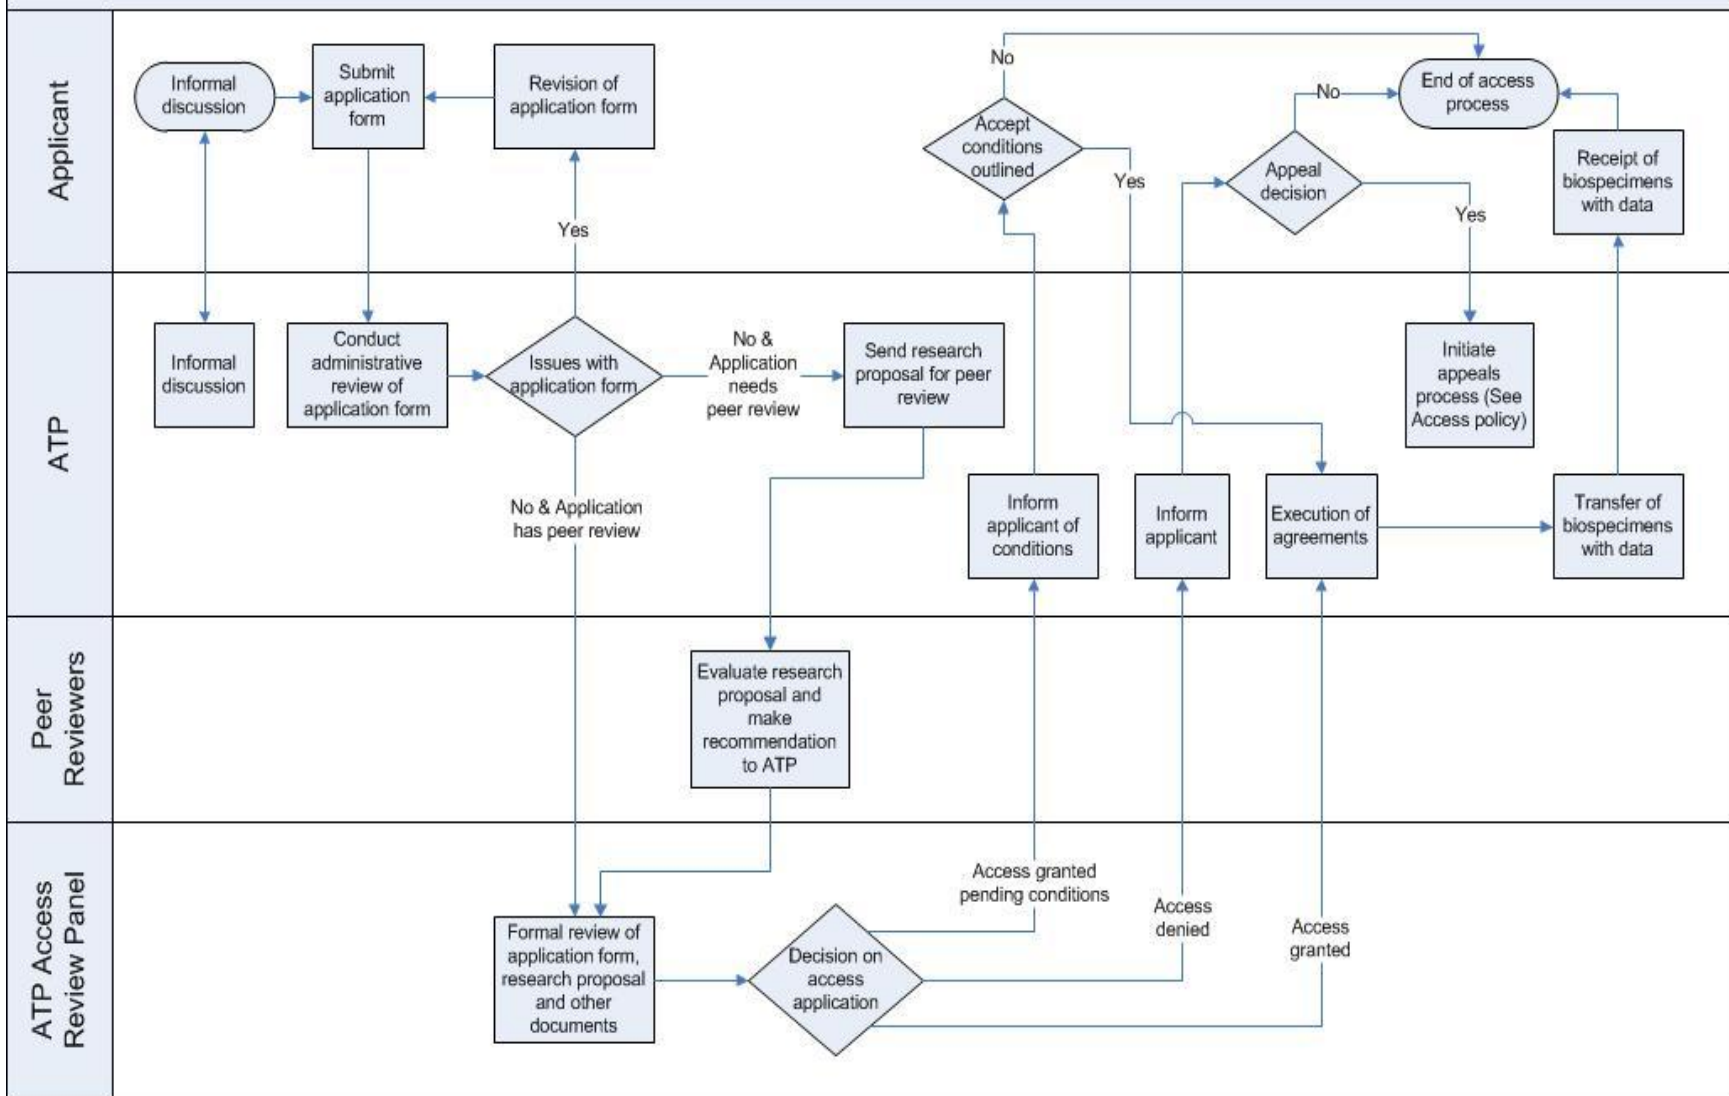 Applicant
Informal
discussion
Submit
application
form
Revision of
application form
Yes
No
Accept
conditions
outlined
Yes
No
Appeal
decision
Yes
End of access
process
Receipt of
biospecimens
with data
ATP
Informal
discussion
Conduct
administrative
review of
application form
Issues with
application form
No &
Application
needs
peer review
Send research
proposal for peer
review
No & Application
has peer review
Inform
applicant of
conditions
Inform
applicant
Execution of
agreements
Initiate
appeals
process (See
Access policy)
Transfer of
biospecimens
with data
Peer
Reviewers
Evaluate research
proposal and
make
recommendation
to ATP
ATP Access
Review Panel
Formal review of
application form,
research proposal
and other
documents
Decision on
access
application
Access granted
pending conditions
Access
denied
Access
granted